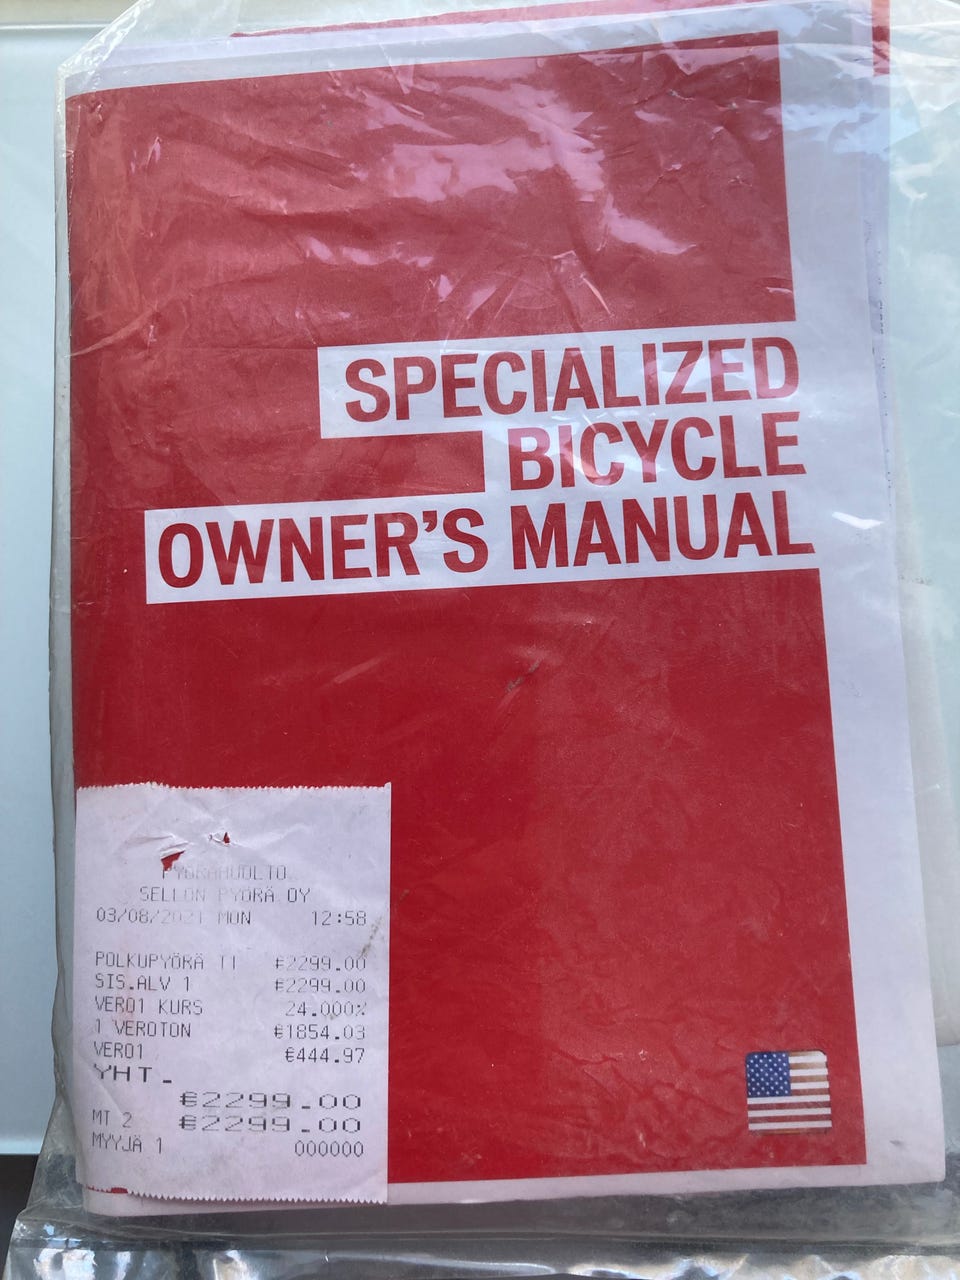 SPECIALIZED
BICYCLE
OWNER'S MANUAL
PYÖRÄHUOLTO
SELLON PYÖRÄ OY
03/08/2021 MON 12:58
POLKUPYÖRÄ T1 €2299.00
SIS.ALV 1 €2299.00
VERO1 KURS 24.000%
1 VEROTON €1854.03
VERO1 €444.97
YHT.
€2299.00
MT 2 €2299.00
MYYJÄ 1 000000